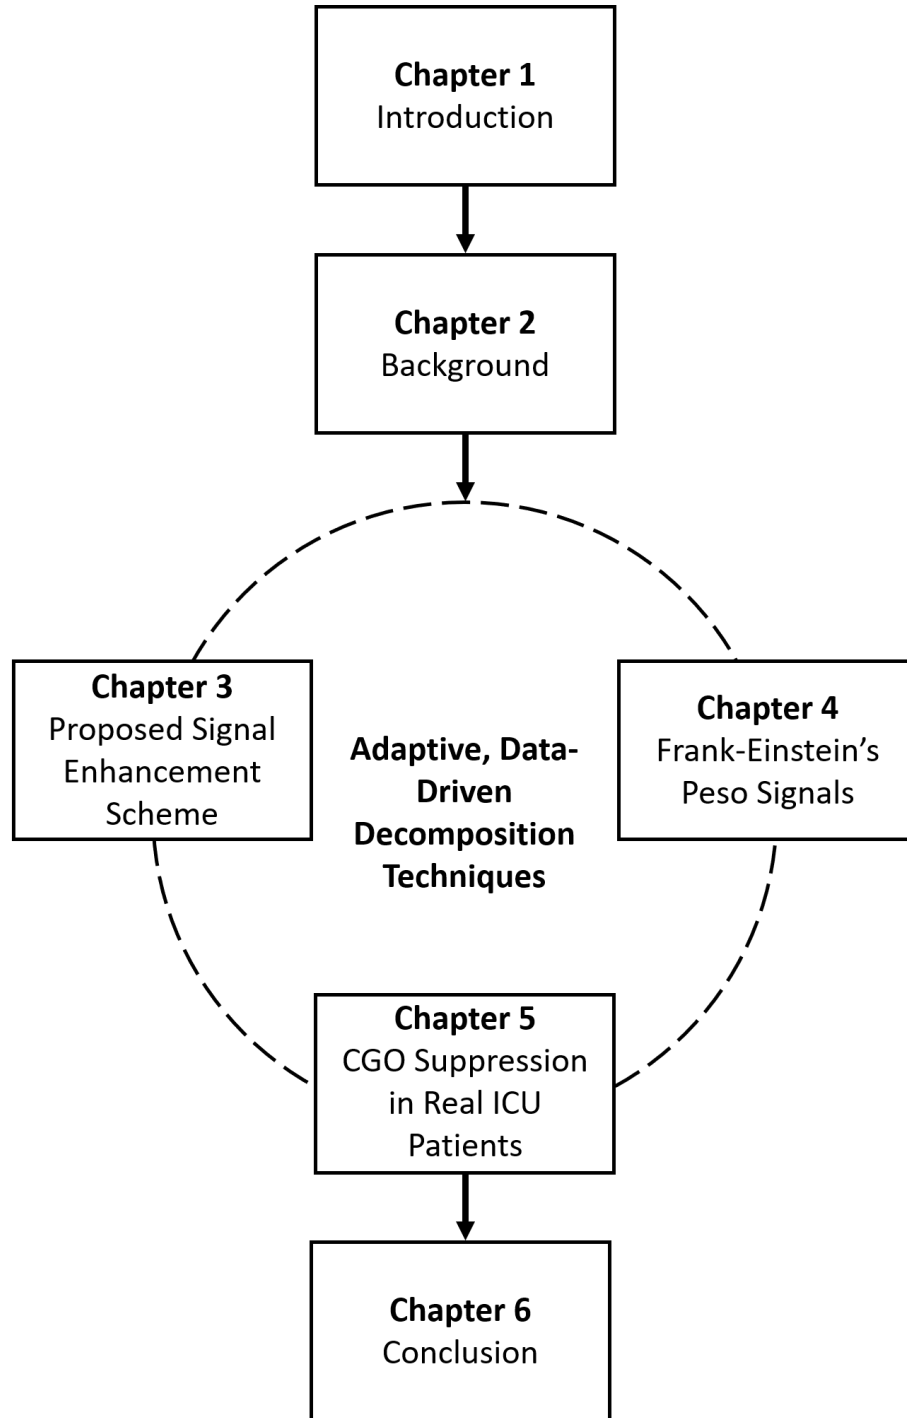 Chapter 1
Introduction
Chapter 2
Background
Chapter 3
Proposed Signal
Enhancement
Scheme
Adaptive, Data-
Driven
Decomposition
Techniques
Chapter 4
Frank-Einstein’s
Peso Signals
Chapter 5
CGO Suppression
in Real ICU
Patients
Chapter 6
Conclusion